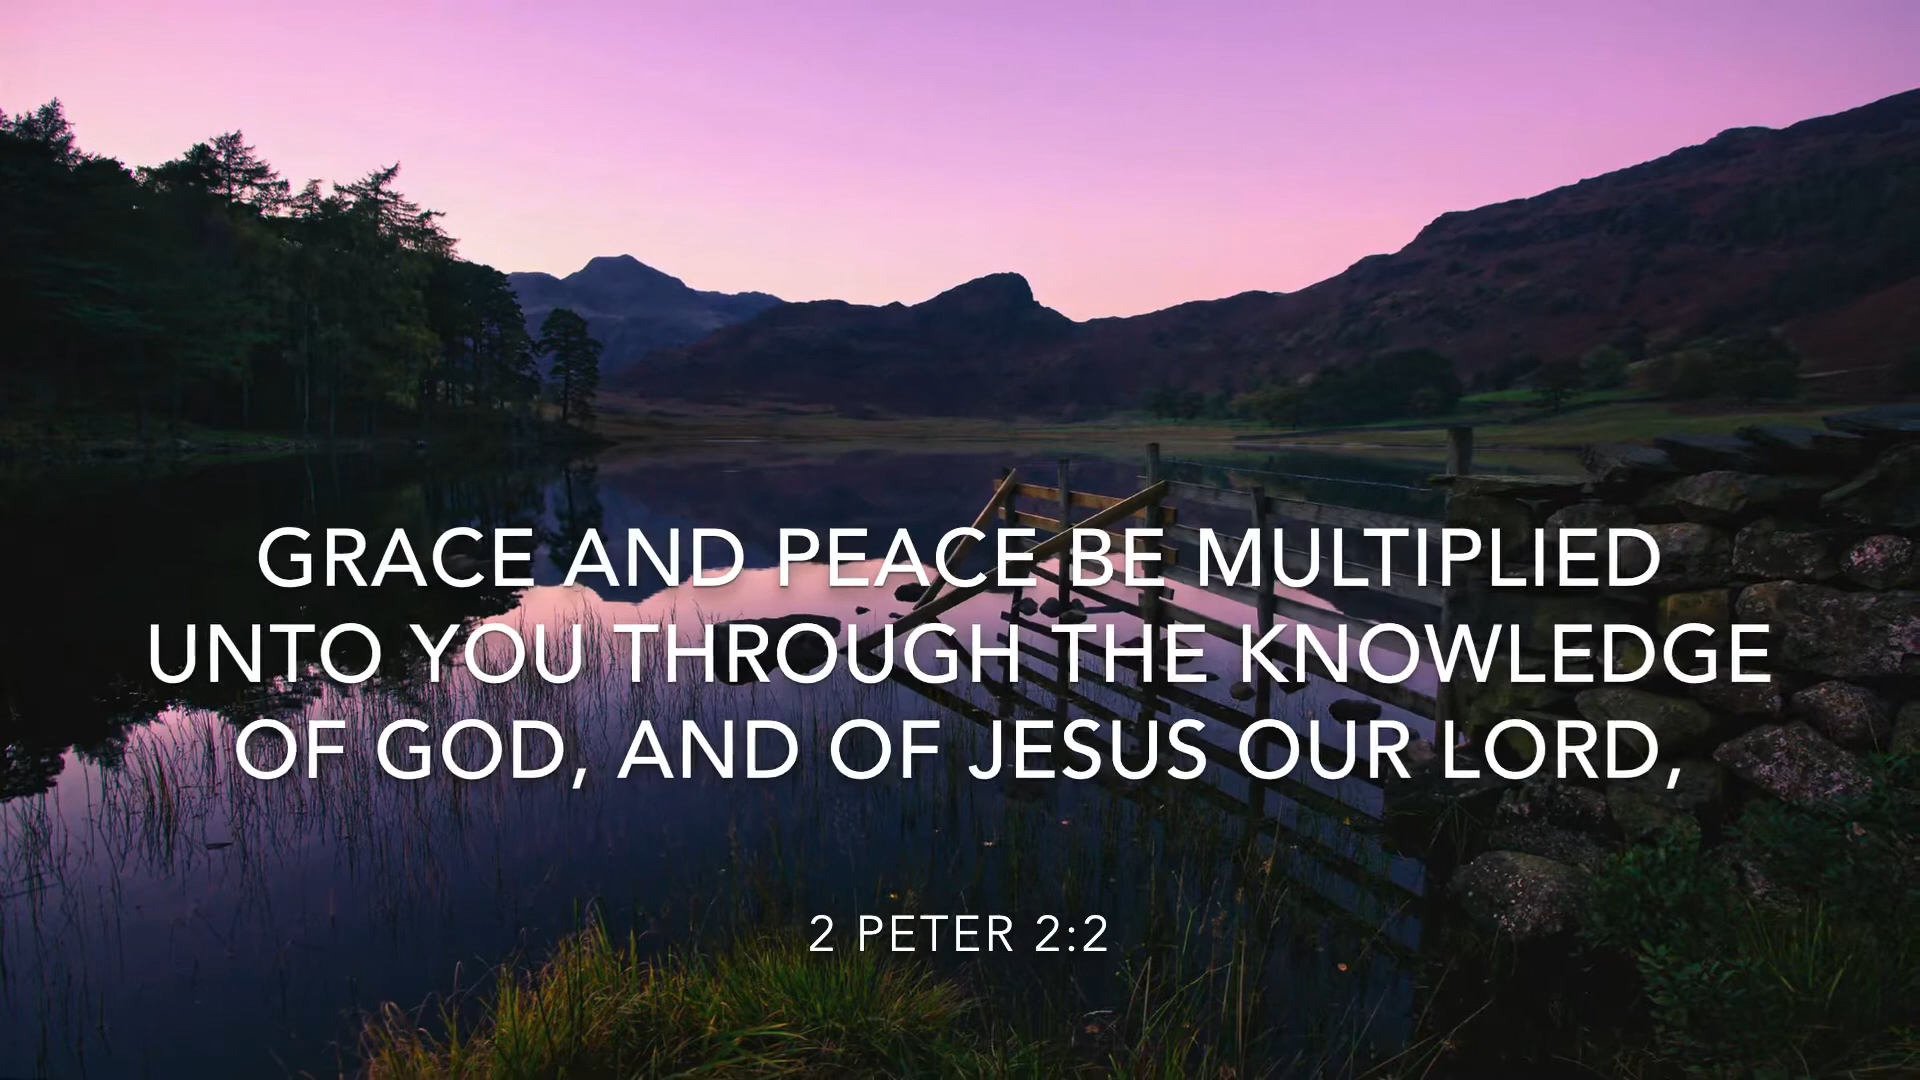 GRACE AND PEACE BE MULTIPLIED
UNTO YOU THROUGH THE KNOWLEDGE
OF GOD, AND OF JESUS OUR LORD,
2 PETER 2:2